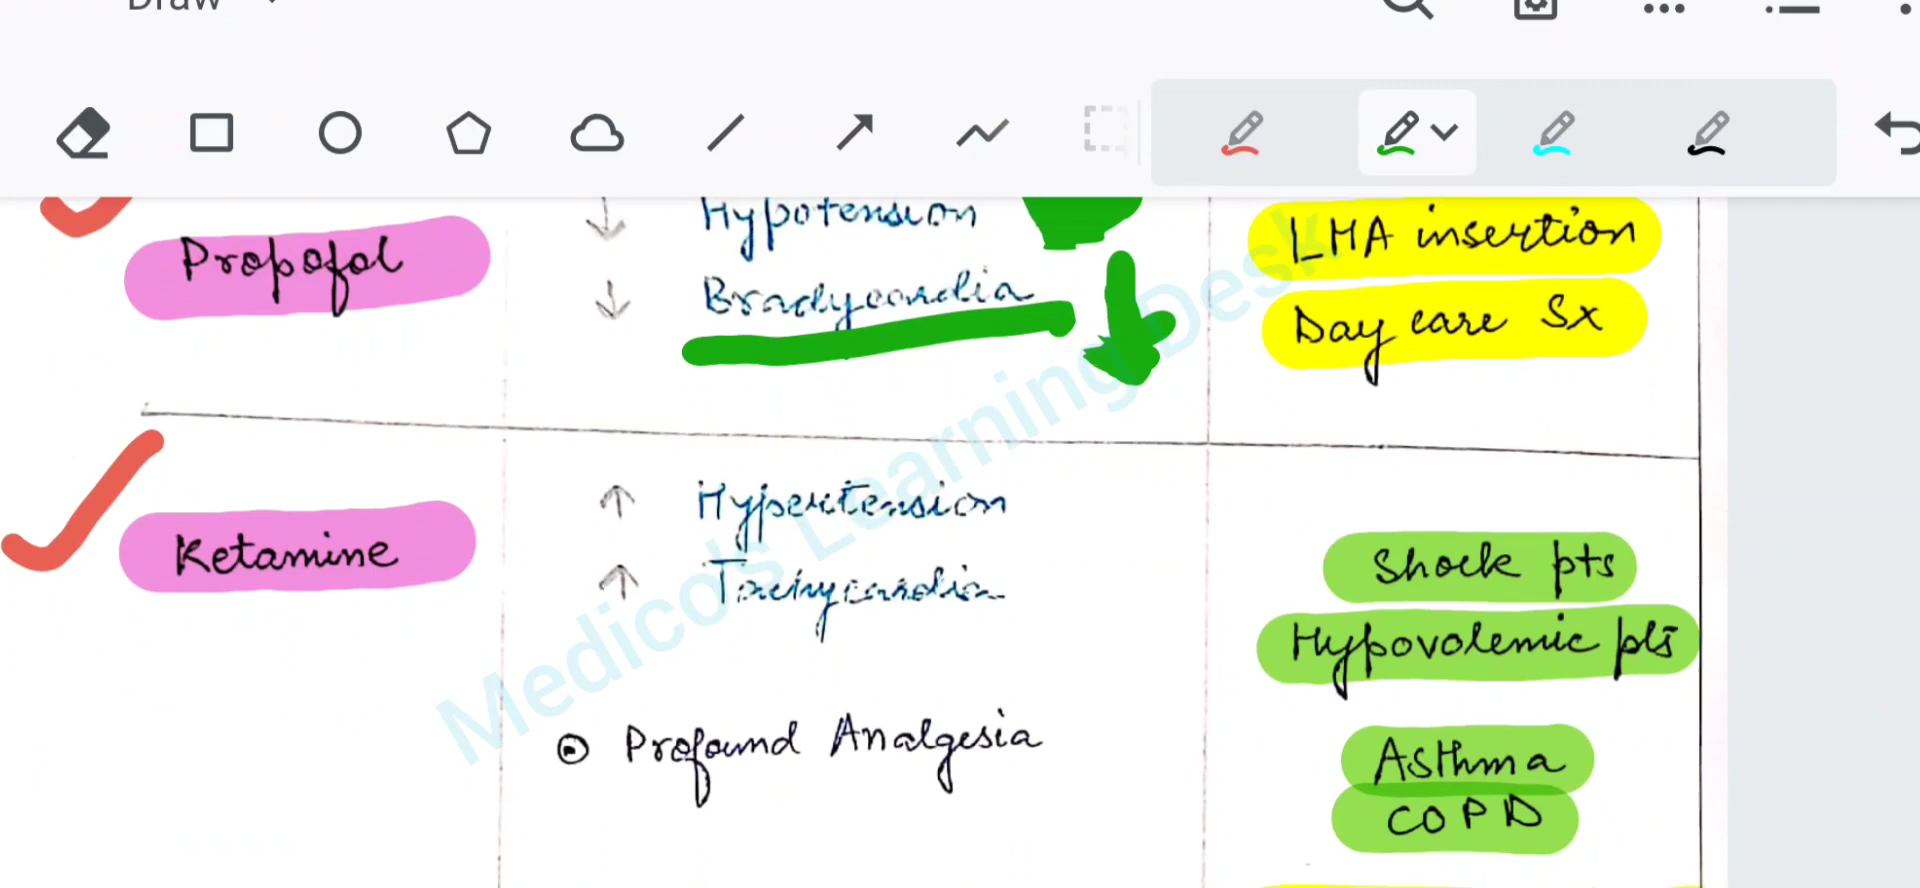 Draw
Propofol
↓ Hypotension
↓ Bradycardia
LMA insertion
Day care Sx
Ketamine
↑ Hypertension
↑ Tachycardia
Profound Analgesia
Shock pts
Hypovolemic pts
Asthma
COPD
Medico's Learning Desk